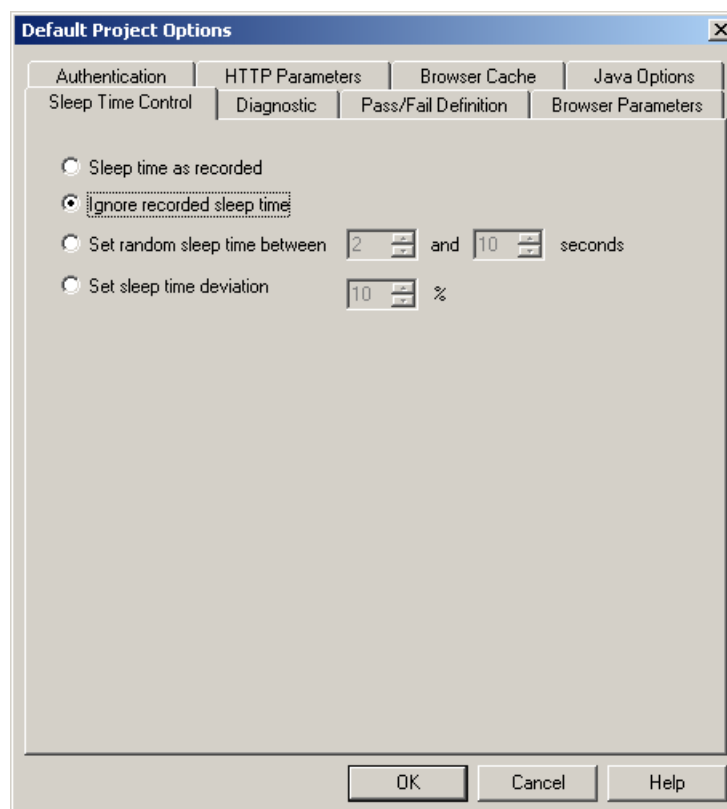 Default Project Options
Authentication HTTP Parameters Browser Cache Java Options
Sleep Time Control Diagnostic Pass/Fail Definition Browser Parameters
Sleep time as recorded
Ignore recorded sleep time
Set random sleep time between 2 and 10 seconds
Set sleep time deviation 10 %
OK Cancel Help